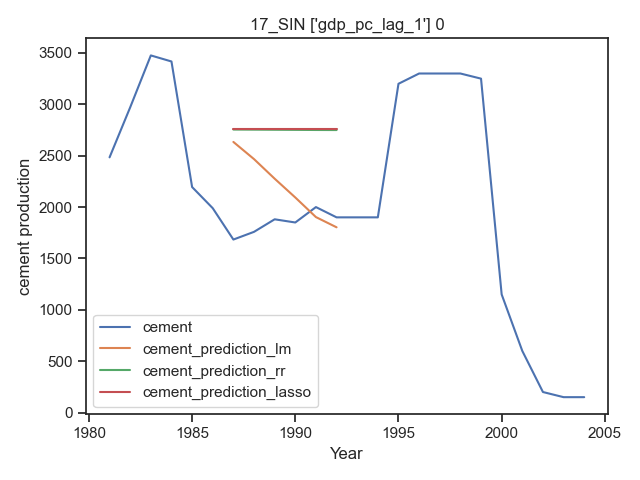 17_SIN ['gdp_pc_lag_1'] 0
cement production
3500
3000
2500
2000
1500
1000
500
0
cement
cement_prediction_lm
cement_prediction_rr
cement_prediction_lasso
1980 1985 1990 1995 2000 2005
Year